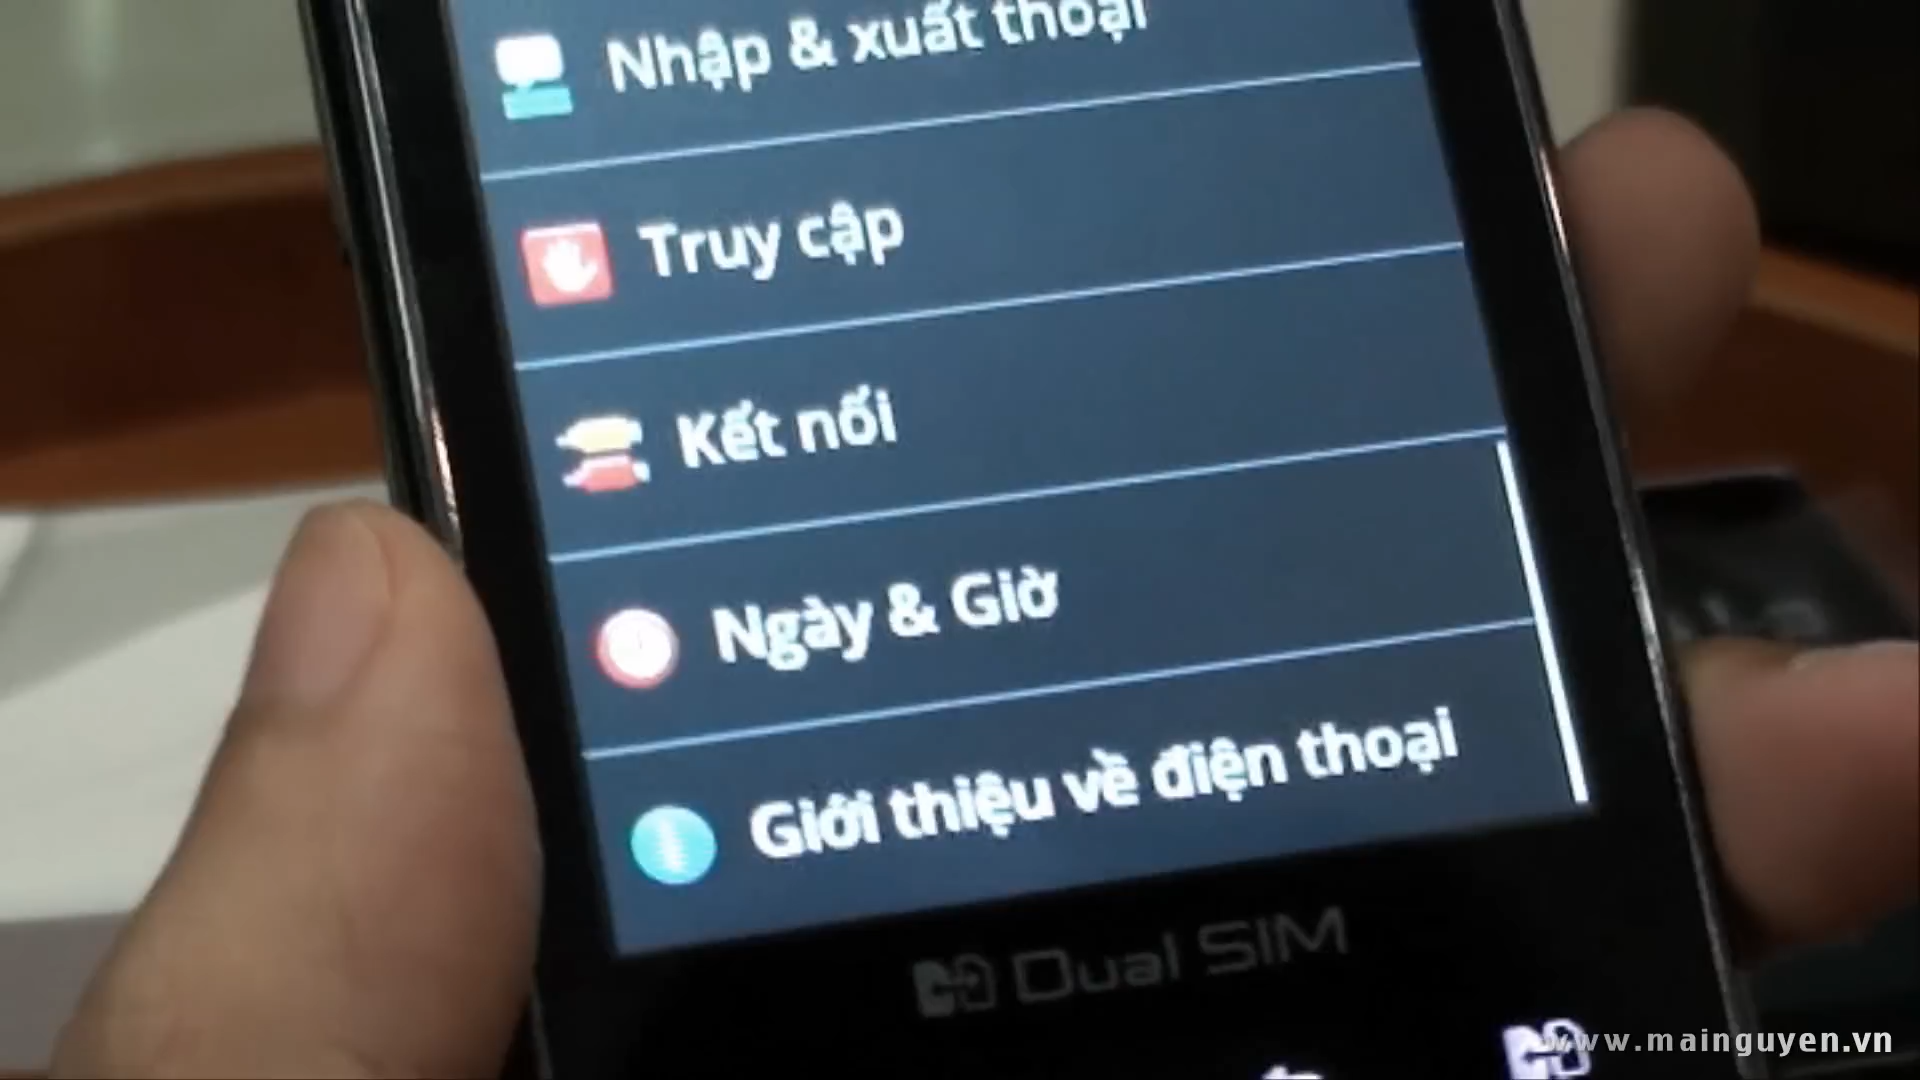 Nhập & xuất thoại
Truy cập
Kết nối
Ngày & Giờ
Giới thiệu về điện thoại
Dual SIM
www.mainguyen.vn